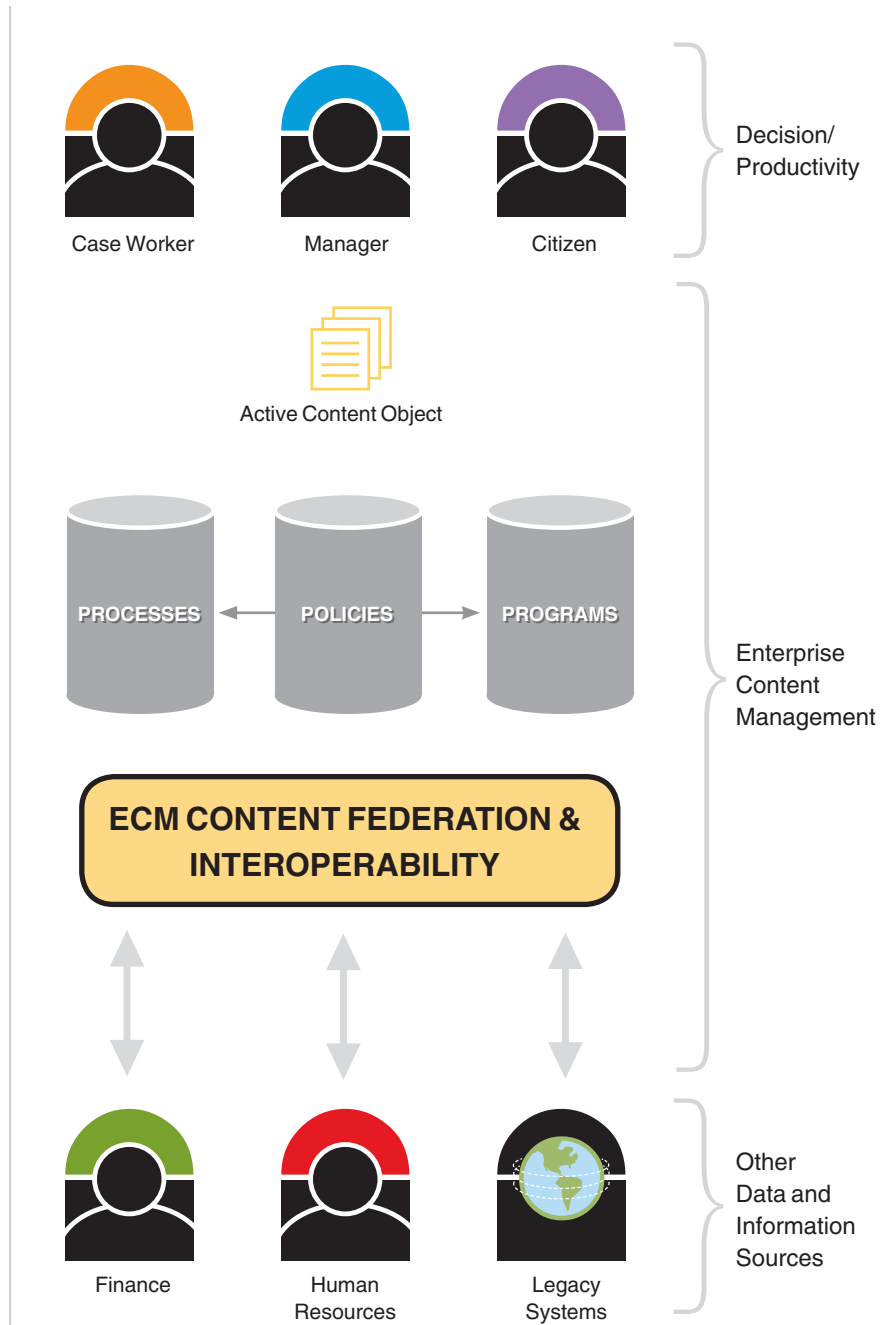 Case Worker
Manager
Citizen
Decision/
Productivity
Active Content Object
PROCESSES
POLICIES
PROGRAMS
Enterprise
Content
Management
ECM CONTENT FEDERATION &
INTEROPERABILITY
Finance
Human
Resources
Legacy
Systems
Other
Data and
Information
Sources